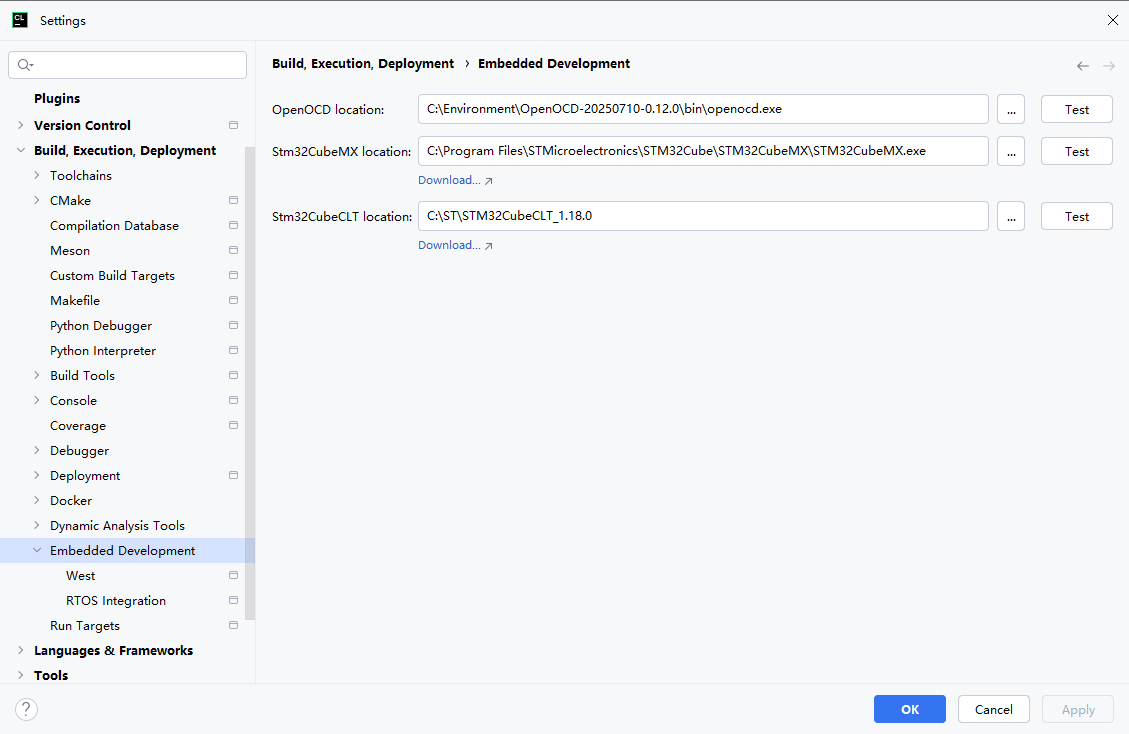 CL
Settings
Plugins
Version Control
Build, Execution, Deployment
Toolchains
CMake
Compilation Database
Meson
Custom Build Targets
Makefile
Python Debugger
Python Interpreter
Build Tools
Console
Coverage
Debugger
Deployment
Docker
Dynamic Analysis Tools
Embedded Development
West
RTOS Integration
Run Targets
Languages & Frameworks
Tools
Build, Execution, Deployment › Embedded Development
OpenOCD location: C:\Environment\OpenOCD-20250710-0.12.0\bin\openocd.exe ... Test
Stm32CubeMX location: C:\Program Files\STMicroelectronics\STM32Cube\STM32CubeMX\STM32CubeMX.exe ... Test
Download... ↗
Stm32CubeCLT location: C:\ST\STM32CubeCLT_1.18.0 ... Test
Download... ↗
? OK Cancel Apply